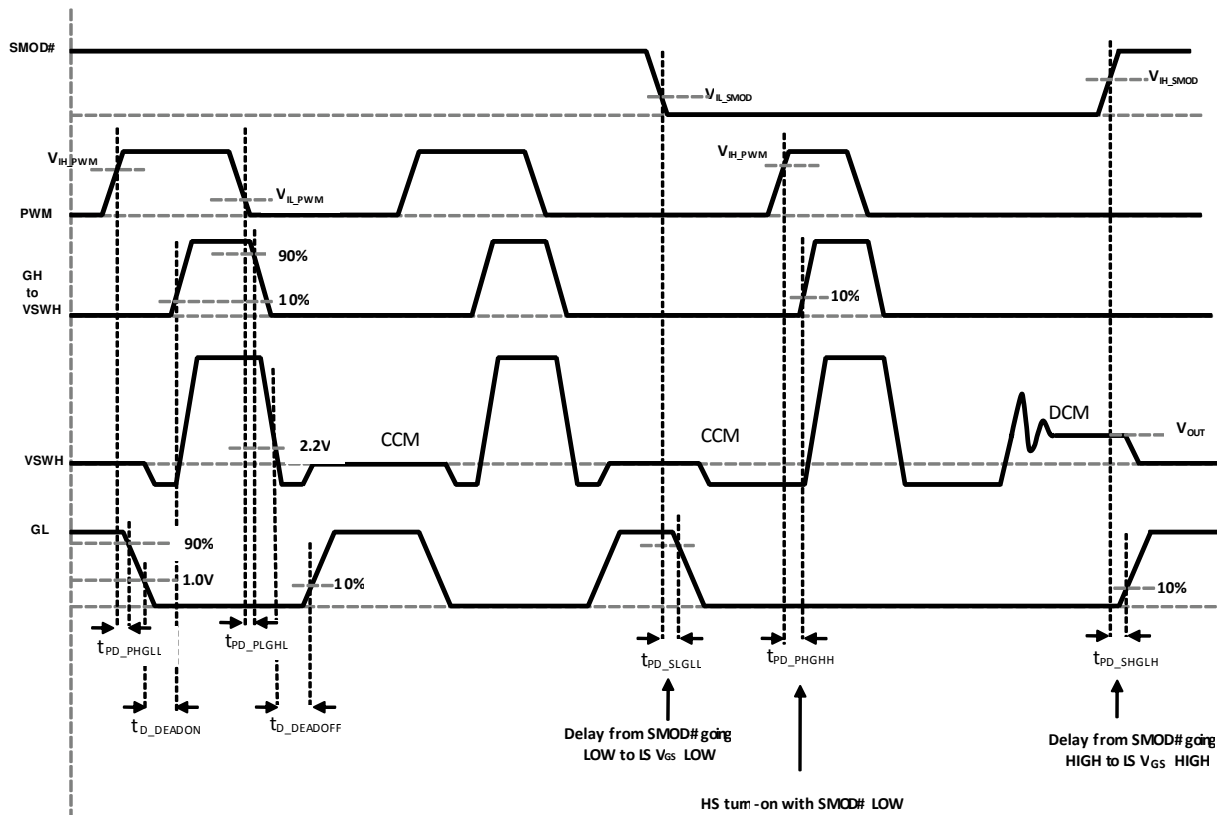 SMOD#
V_IL_SMOD
V_IH_SMOD
V_IH_PWM
V_IL_PWM
V_IH_PWM
PWM
90%
GH
to
VSWH
10%
10%
CCM
CCM
DCM
V_OUT
2.2V
VSWH
GL
90%
1.0V
10%
10%
t_PD_PHGLL
t_PD_PLGHL
t_PD_SLGLL
t_PD_PHGHH
t_PD_SHGLH
t_D_DEADON
t_D_DEADOFF
Delay from SMOD# going
LOW to LS V_GS LOW
Delay from SMOD# going
HIGH to LS V_GS HIGH
HS turn-on with SMOD# LOW